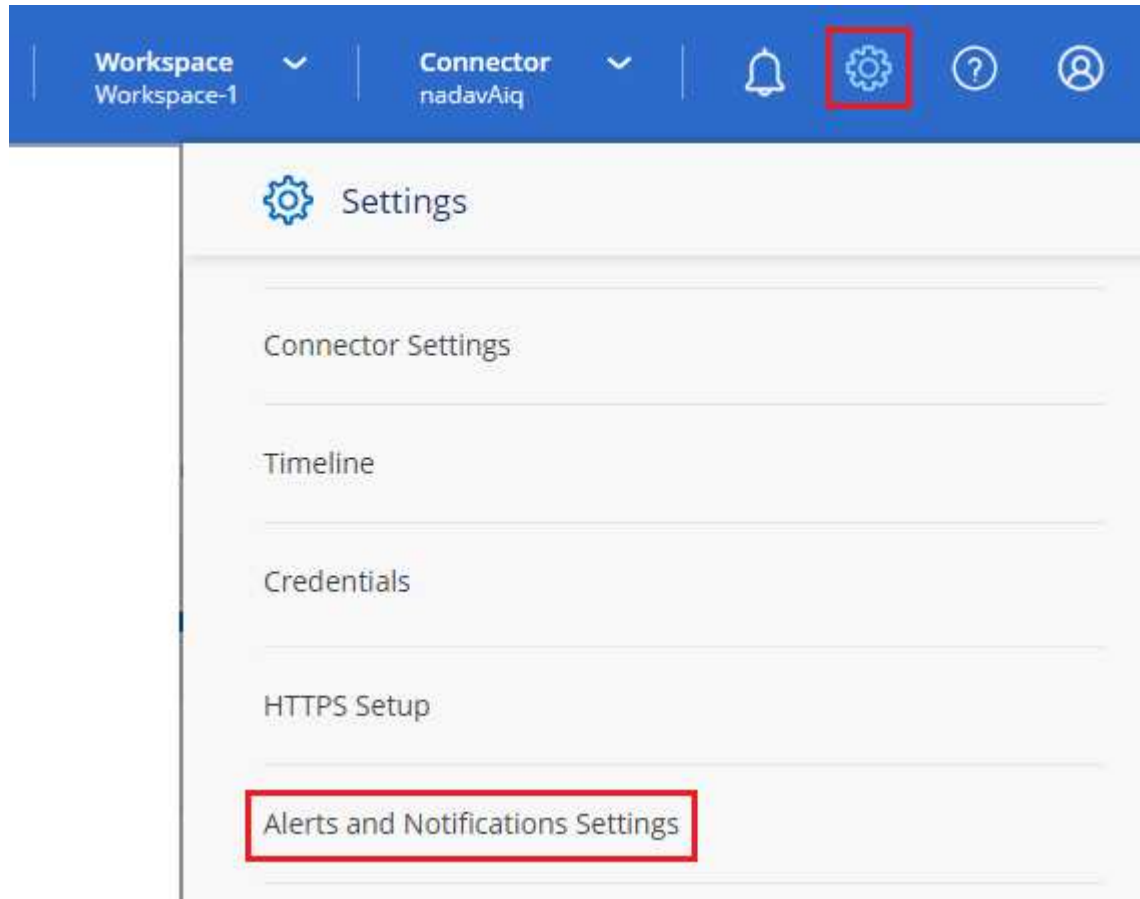 Workspace
Workspace-1
Connector
nadavAiq
Settings
Connector Settings
Timeline
Credentials
HTTPS Setup
Alerts and Notifications Settings